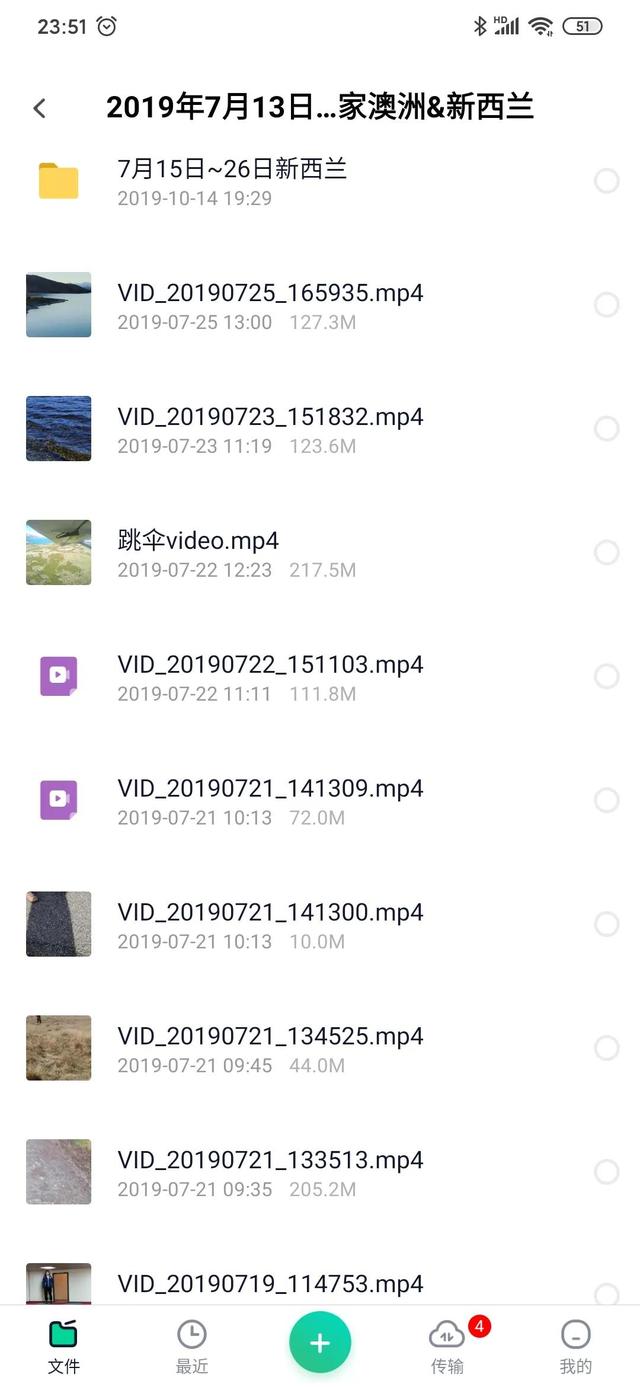 23:51
HD
51
2019年7月13日...家澳洲&新西兰
7月15日~26日新西兰
2019-10-14 19:29
VID_20190725_165935.mp4
2019-07-25 13:00 127.3M
VID_20190723_151832.mp4
2019-07-23 11:19 123.6M
跳伞video.mp4
2019-07-22 12:23 217.5M
VID_20190722_151103.mp4
2019-07-22 11:11 111.8M
VID_20190721_141309.mp4
2019-07-21 10:13 72.0M
VID_20190721_141300.mp4
2019-07-21 10:13 10.0M
VID_20190721_134525.mp4
2019-07-21 09:45 44.0M
VID_20190721_133513.mp4
2019-07-21 09:35 205.2M
VID_20190719_114753.mp4
4
文件 最近 传输 我的